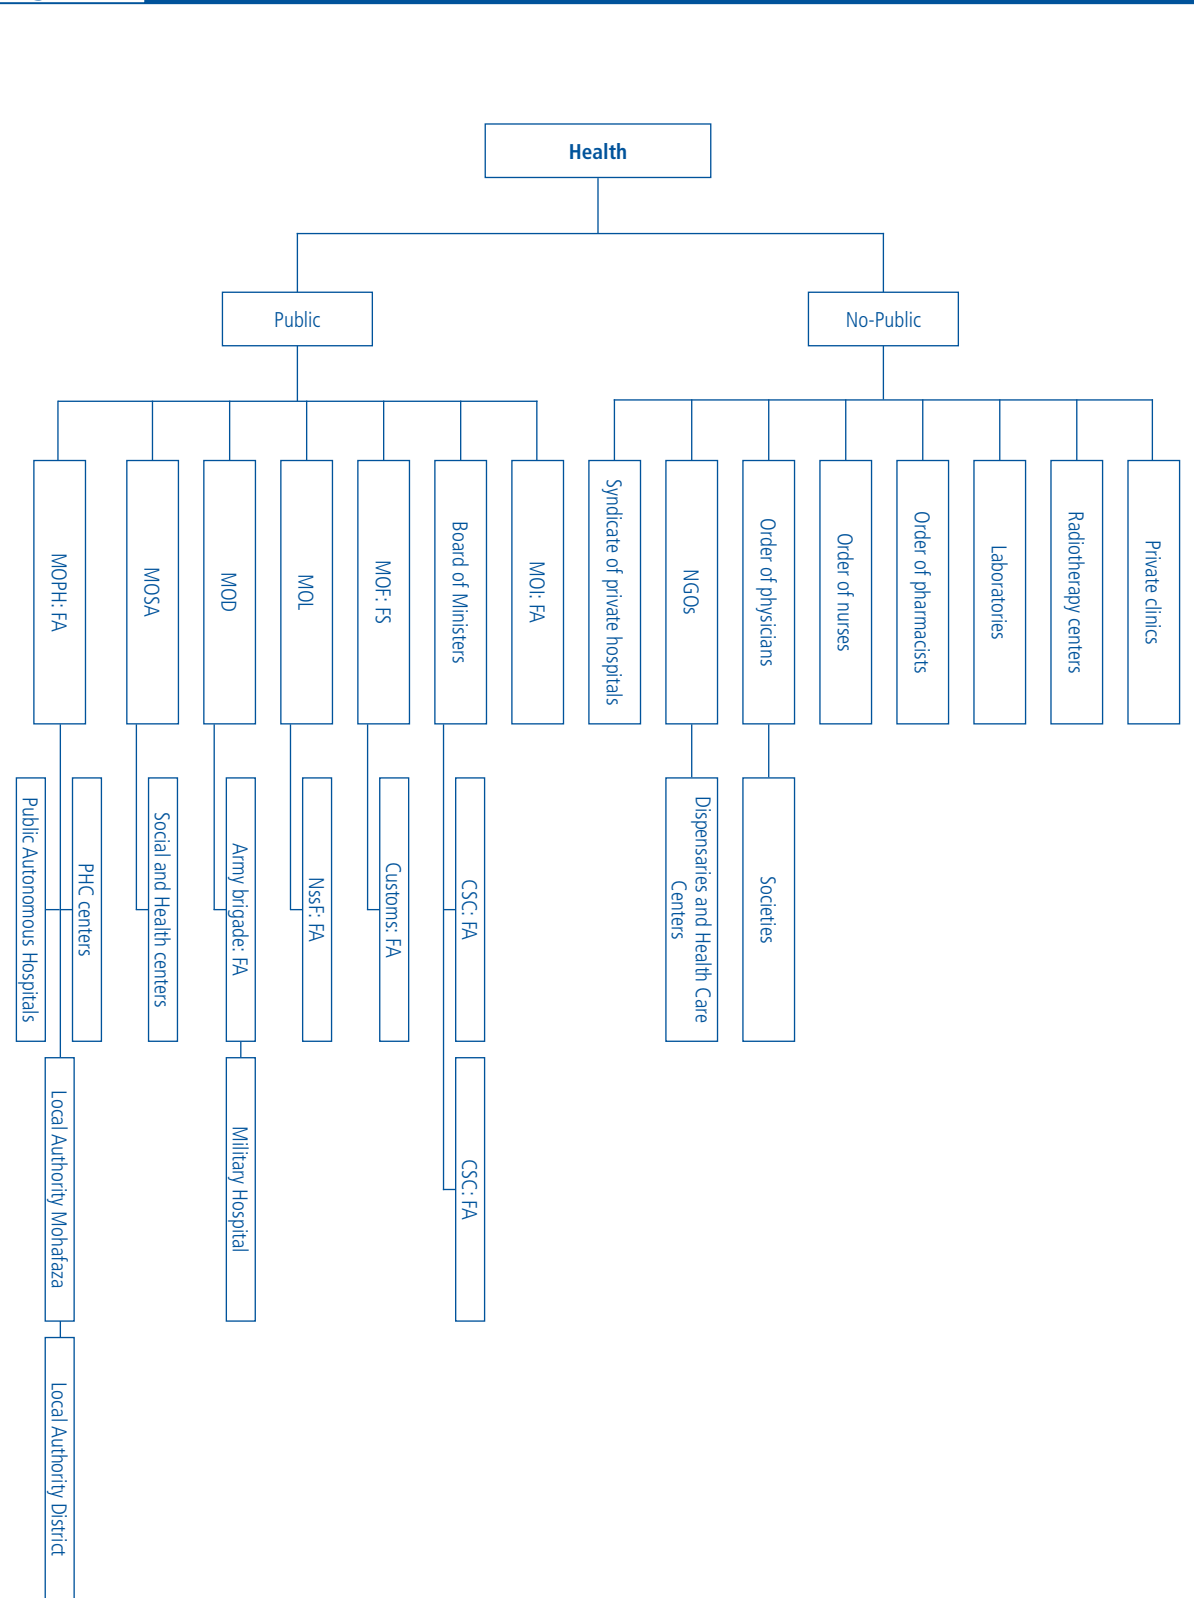 Health
Public
No-Public
MOPH: FA
MOSA
MOD
MOL
MOF: FS
Board of Ministers
MOI: FA
Syndicate of private hospitals
NGOs
Order of physicians
Order of nurses
Order of pharmacists
Laboratories
Radiotherapy centers
Private clinics
Public Autonomous Hospitals
PHC centers
Social and Health centers
Army brigade: FA
NssF: FA
Customs: FA
CSC: FA
Dispensaries and Health Care
Centers
Societies
Local Authority Mohafaza
Military Hospital
CSC: FA
Local Authority District